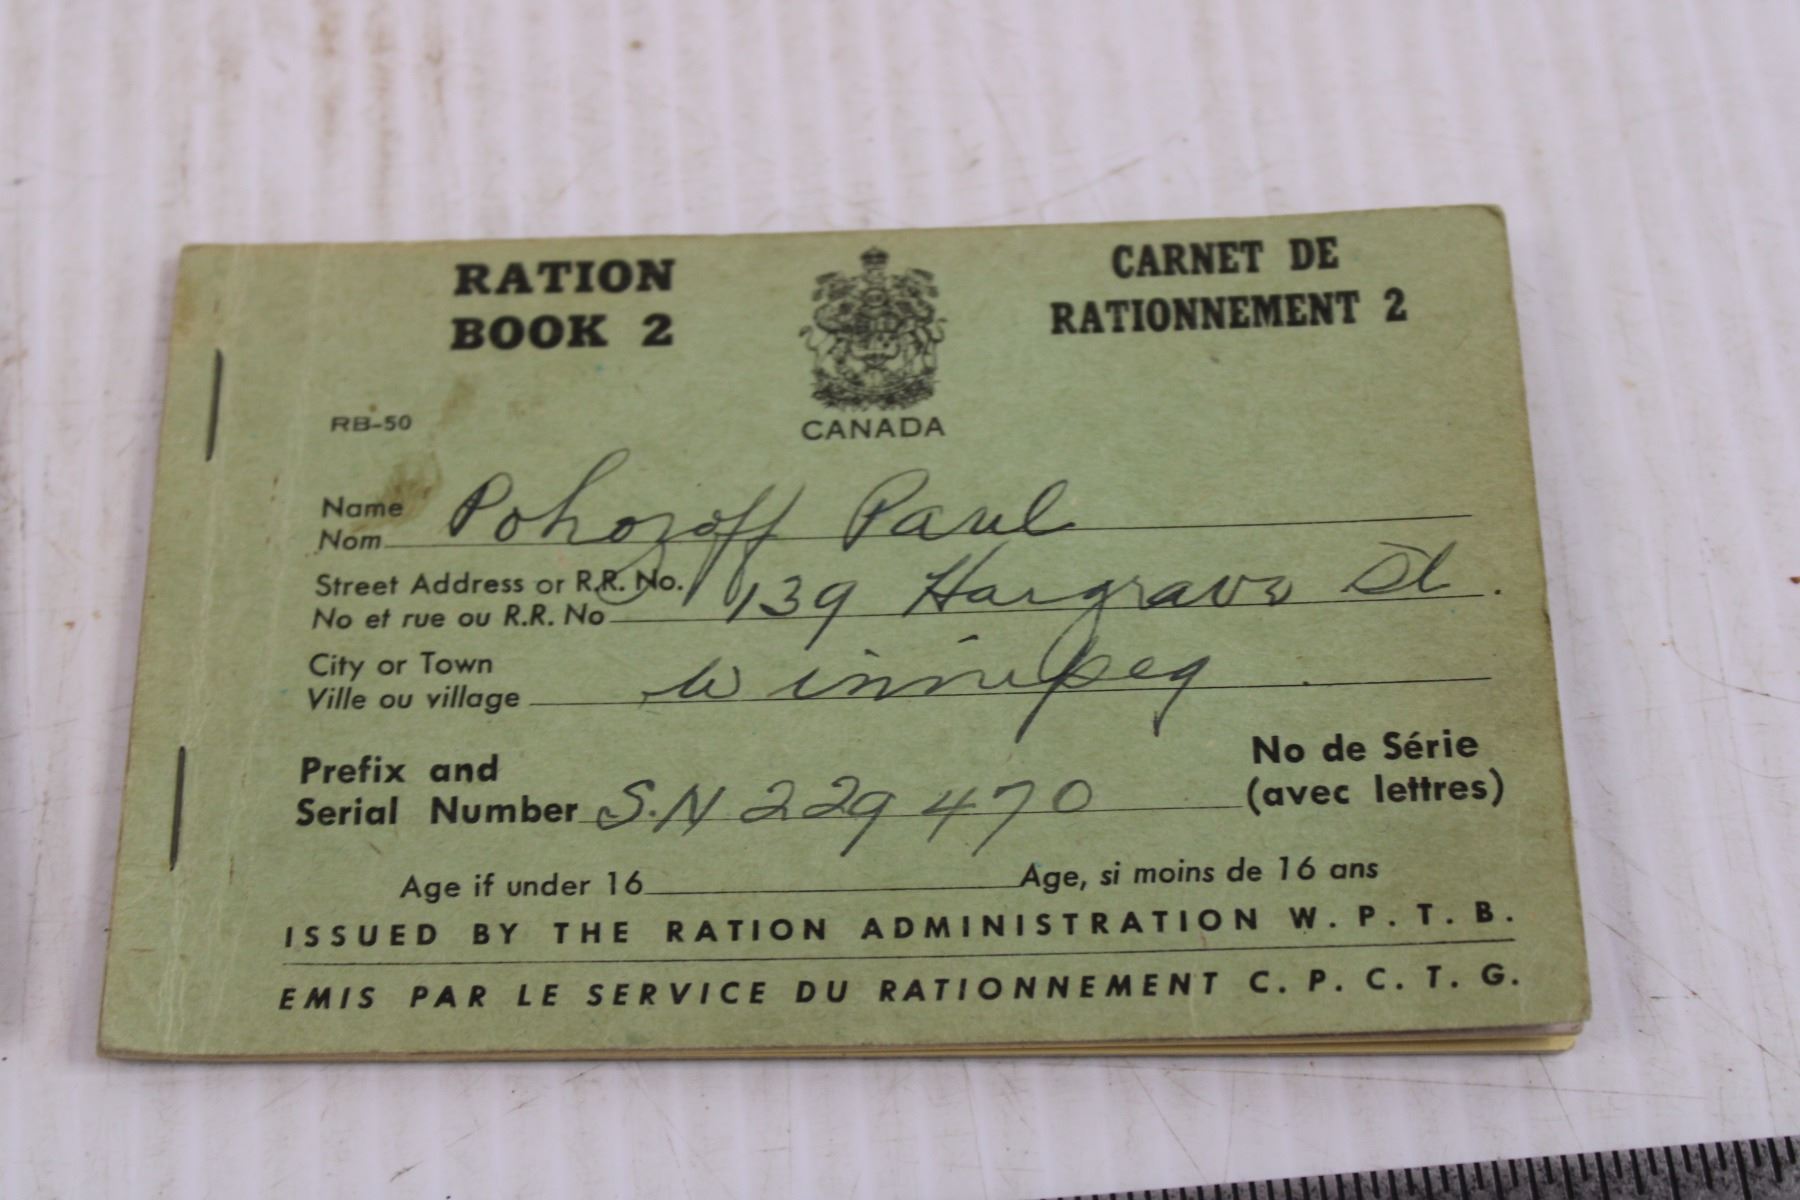 RATION BOOK 2
CANADA
CARNET DE RATIONNEMENT 2
RB-50
Name Pohozoff Paul
Nom
Street Address or R.R. No. 139 Hargrave St.
No et rue ou R.R. No
City or Town Winnipeg
Ville ou village
Prefix and Serial Number S.N 229 470
No de Série (avec lettres)
Age if under 16 Age, si moins de 16 ans
ISSUED BY THE RATION ADMINISTRATION W. P. T. B.
EMIS PAR LE SERVICE DU RATIONNEMENT C. P. C. T. G.